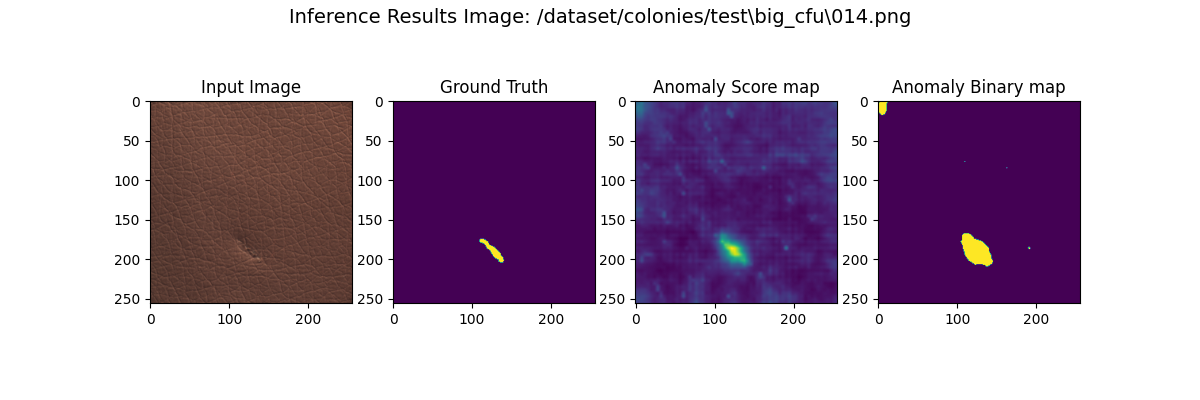 Inference Results Image: /dataset/colonies/test\big_cfu\014.png
Input Image
Ground Truth
Anomaly Score map
Anomaly Binary map
0
50
100
150
200
250
0 100 200
0
50
100
150
200
250
0 100 200
0
50
100
150
200
250
0 100 200
0
50
100
150
200
250
0 100 200